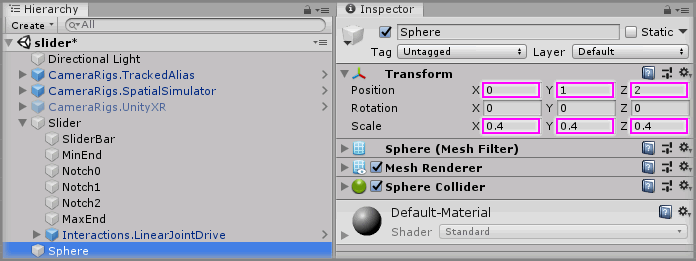 Hierarchy
Create All
slider*
Directional Light
CameraRigs.TrackedAlias
CameraRigs.SpatialSimulator
CameraRigs.UnityXR
Slider
SliderBar
MinEnd
Notch0
Notch1
Notch2
MaxEnd
Interactions.LinearJointDrive
Sphere
Inspector
Sphere Static
Tag Untagged Layer Default
Transform
Position X 0 Y 1 Z 2
Rotation X 0 Y 0 Z 0
Scale X 0.4 Y 0.4 Z 0.4
Sphere (Mesh Filter)
Mesh Renderer
Sphere Collider
Default-Material
Shader Standard